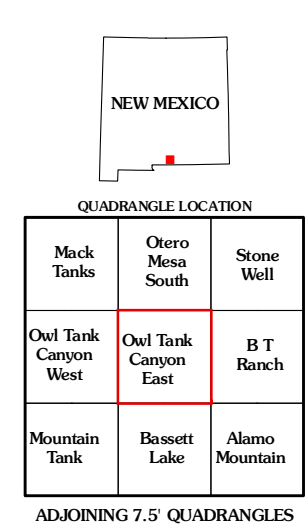 NEW MEXICO
QUADRANGLE LOCATION
Mack
Tanks
Otero
Mesa
South
Stone
Well
Owl Tank
Canyon
West
Owl Tank
Canyon
East
B T
Ranch
Mountain
Tank
Bassett
Lake
Alamo
Mountain
ADJOINING 7.5' QUADRANGLES